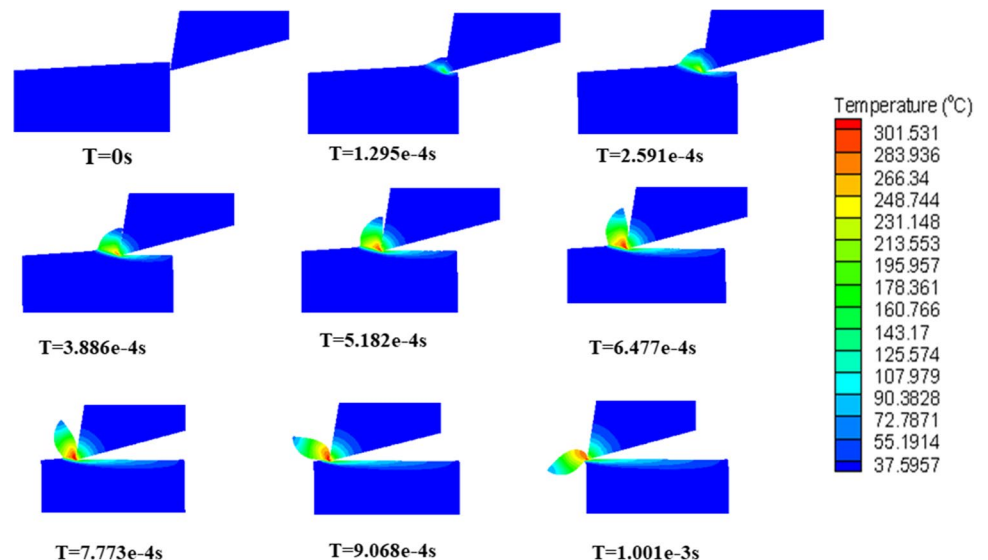 T=0s
T=1.295e-4s
T=2.591e-4s
T=3.886e-4s
T=5.182e-4s
T=6.477e-4s
T=7.773e-4s
T=9.068e-4s
T=1.001e-3s
Temperature (°C)
301.531
283.936
266.34
248.744
231.148
213.553
195.957
178.361
160.766
143.17
125.574
107.979
90.3828
72.7871
55.1914
37.5957